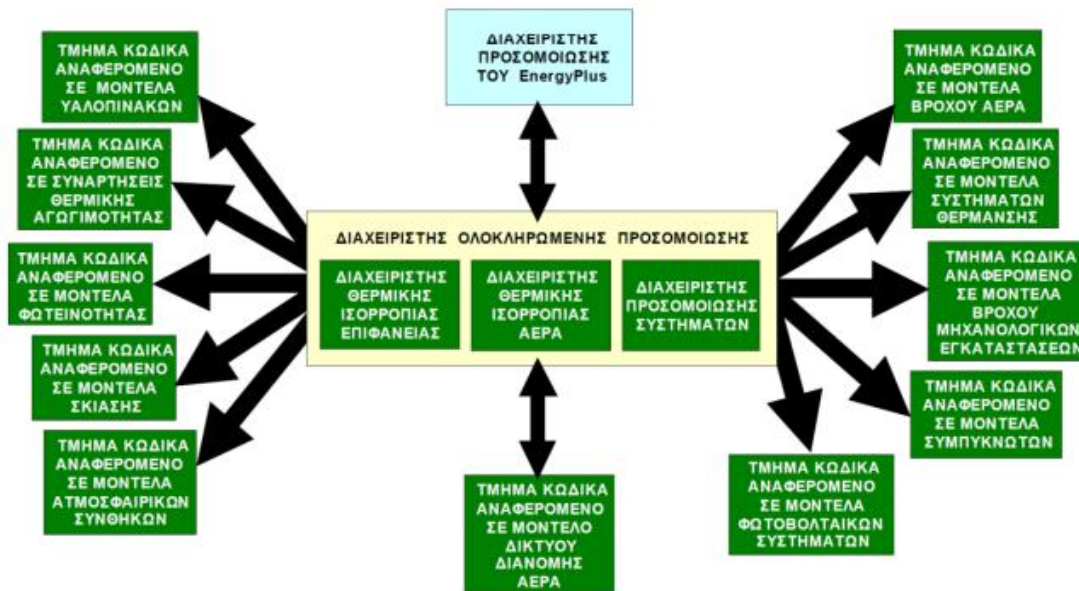 ΤΜΗΜΑ ΚΩΔΙΚΑ
ΑΝΑΦΕΡΟΜΕΝΟ
ΣΕ ΜΟΝΤΕΛΑ
ΥΑΛΟΠΙΝΑΚΩΝ
ΤΜΗΜΑ ΚΩΔΙΚΑ
ΑΝΑΦΕΡΟΜΕΝΟ
ΣΕ ΣΥΝΑΡΤΗΣΕΙΣ
ΘΕΡΜΙΚΗΣ
ΑΓΩΓΙΜΟΤΗΤΑΣ
ΤΜΗΜΑ ΚΩΔΙΚΑ
ΑΝΑΦΕΡΟΜΕΝΟ
ΣΕ ΜΟΝΤΕΛΑ
ΦΩΤΕΙΝΟΤΗΤΑΣ
ΤΜΗΜΑ ΚΩΔΙΚΑ
ΑΝΑΦΕΡΟΜΕΝΟ
ΣΕ ΜΟΝΤΕΛΑ
ΣΚΙΑΣΗΣ
ΤΜΗΜΑ ΚΩΔΙΚΑ
ΑΝΑΦΕΡΟΜΕΝΟ
ΣΕ ΜΟΝΤΕΛΑ
ΑΤΜΟΣΦΑΙΡΙΚΩΝ
ΣΥΝΘΗΚΩΝ
ΔΙΑΧΕΙΡΙΣΤΗΣ
ΠΡΟΣΟΜΟΙΩΣΗΣ
ΤΟΥ EnergyPlus
ΔΙΑΧΕΙΡΙΣΤΗΣ ΟΛΟΚΛΗΡΩΜΕΝΗΣ ΠΡΟΣΟΜΟΙΩΣΗΣ
ΔΙΑΧΕΙΡΙΣΤΗΣ
ΘΕΡΜΙΚΗΣ
ΙΣΟΡΡΟΠΙΑΣ
ΕΠΙΦΑΝΕΙΑΣ
ΔΙΑΧΕΙΡΙΣΤΗΣ
ΘΕΡΜΙΚΗΣ
ΙΣΟΡΡΟΠΙΑΣ
ΑΕΡΑ
ΔΙΑΧΕΙΡΙΣΤΗΣ
ΠΡΟΣΟΜΟΙΩΣΗΣ
ΣΥΣΤΗΜΑΤΩΝ
ΤΜΗΜΑ ΚΩΔΙΚΑ
ΑΝΑΦΕΡΟΜΕΝΟ
ΣΕ ΜΟΝΤΕΛΟ
ΔΙΚΤΥΟΥ
ΔΙΑΝΟΜΗΣ
ΑΕΡΑ
ΤΜΗΜΑ ΚΩΔΙΚΑ
ΑΝΑΦΕΡΟΜΕΝΟ
ΣΕ ΜΟΝΤΕΛΑ
ΒΡΟΧΟΥ ΑΕΡΑ
ΤΜΗΜΑ ΚΩΔΙΚΑ
ΑΝΑΦΕΡΟΜΕΝΟ
ΣΕ ΜΟΝΤΕΛΑ
ΣΥΣΤΗΜΑΤΩΝ
ΘΕΡΜΑΝΣΗΣ
ΤΜΗΜΑ ΚΩΔΙΚΑ
ΑΝΑΦΕΡΟΜΕΝΟ
ΣΕ ΜΟΝΤΕΛΑ
ΒΡΟΧΟΥ
ΜΗΧΑΝΟΛΟΓΙΚΩΝ
ΕΓΚΑΤΑΣΤΑΣΕΩΝ
ΤΜΗΜΑ ΚΩΔΙΚΑ
ΑΝΑΦΕΡΟΜΕΝΟ
ΣΕ ΜΟΝΤΕΛΑ
ΣΥΜΠΥΚΝΩΤΩΝ
ΤΜΗΜΑ ΚΩΔΙΚΑ
ΑΝΑΦΕΡΟΜΕΝΟ
ΣΕ ΜΟΝΤΕΛΑ
ΦΩΤΟΒΟΛΤΑΙΚΩΝ
ΣΥΣΤΗΜΑΤΩΝ